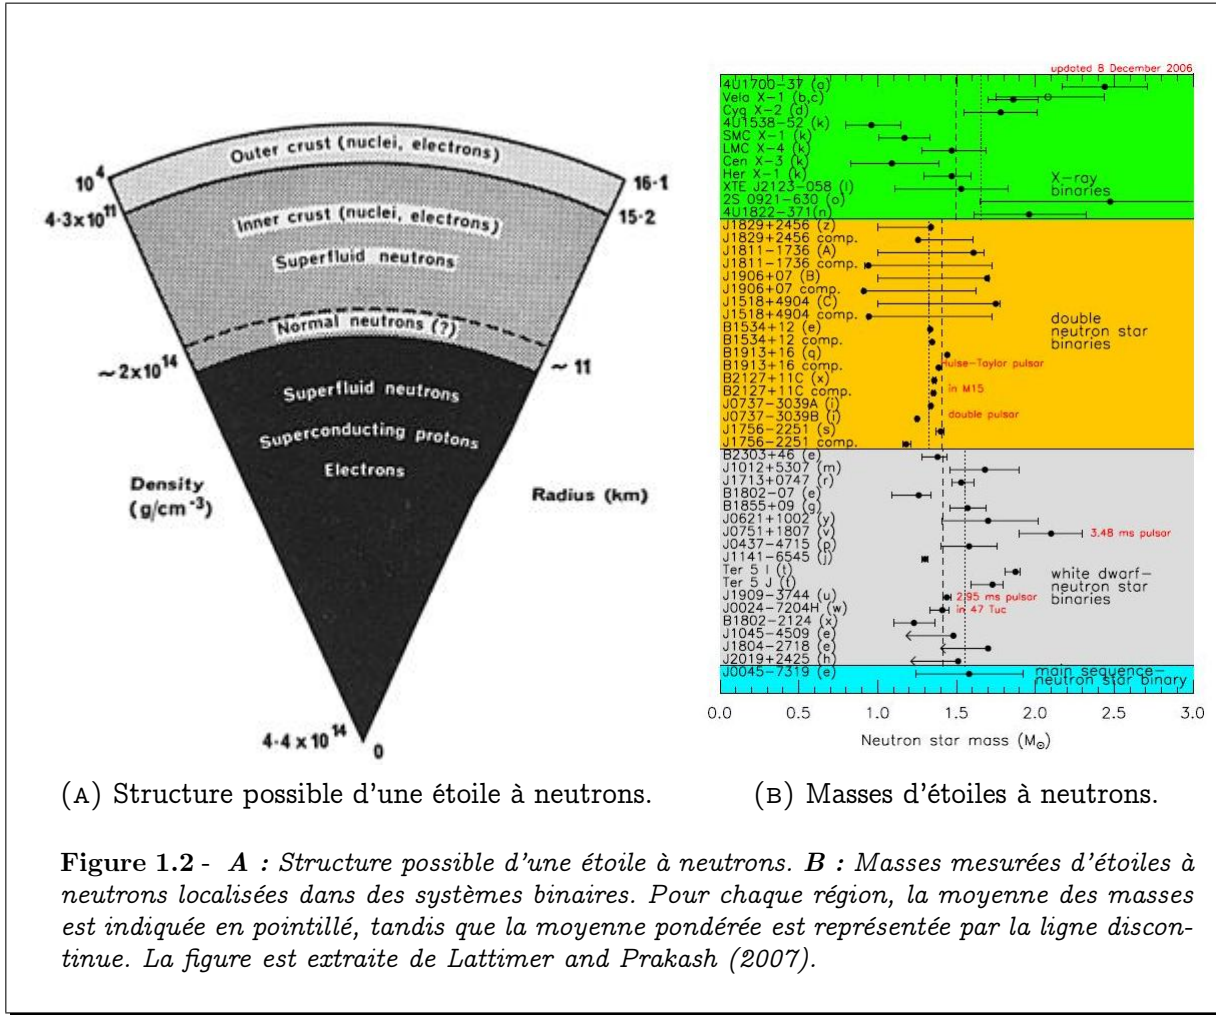 Outer crust (nuclei, electrons)
10⁴
16·1
4·3x10¹¹
15·2
Inner crust (nuclei, electrons)
Superfluid neutrons
Normal neutrons (?)
~2x10¹⁴
~ 11
Superfluid neutrons
Superconducting protons
Electrons
Density
(g/cm⁻³)
Radius (km)
4·4 x 10¹⁴
0
updated 8 December 2006
4U1700-37 (a)
Vela X-1 (b,c)
Cyg X-2 (d)
4U1538-52 (k)
SMC X-1 (k)
LMC X-4 (k)
Cen X-3 (k)
Her X-1 (k)
XTE J2123-058 (l)
2S 0921-630 (o)
4U1822-371(n)
X-ray
binaries
J1829+2456 (z)
J1829+2456 comp.
J1811-1736 (A)
J1811-1736 comp.
J1906+07 (B)
J1906+07 comp.
J1518+4904 (C)
J1518+4904 comp.
B1534+12 (e)
B1534+12 comp.
B1913+16 (q)
B1913+16 comp.
B2127+11C (x)
B2127+11C comp.
J0737-3039A (i)
J0737-3039B (i)
J1756-2251 (s)
J1756-2251 comp.
double
neutron star
binaries
Hulse-Taylor pulsar
in M15
double pulsar
B2303+46 (e)
J1012+5307 (m)
J1713+0747 (r)
B1802-07 (e)
B1855+09 (g)
J0621+1002 (y)
J0751+1807 (v)
J0437-4715 (p)
J1141-6545 (j)
Ter 5 I (t)
Ter 5 J (t)
J1909-3744 (u)
J0024-7204H (w)
B1802-2124 (x)
J1045-4509 (e)
J1804-2718 (e)
J2019+2425 (h)
3.48 ms pulsar
white dwarf-
neutron star
binaries
2.95 ms pulsar
in 47 Tuc
J0045-7319 (e)
main sequence-
neutron star binary
0.0 0.5 1.0 1.5 2.0 2.5 3.0
Neutron star mass (M☉)
(A) Structure possible d'une étoile à neutrons.
(B) Masses d'étoiles à neutrons.
Figure 1.2 - A : Structure possible d'une étoile à neutrons. B : Masses mesurées d'étoiles à
neutrons localisées dans des systèmes binaires. Pour chaque région, la moyenne des masses
est indiquée en pointillé, tandis que la moyenne pondérée est représentée par la ligne discon-
tinue. La figure est extraite de Lattimer and Prakash (2007).